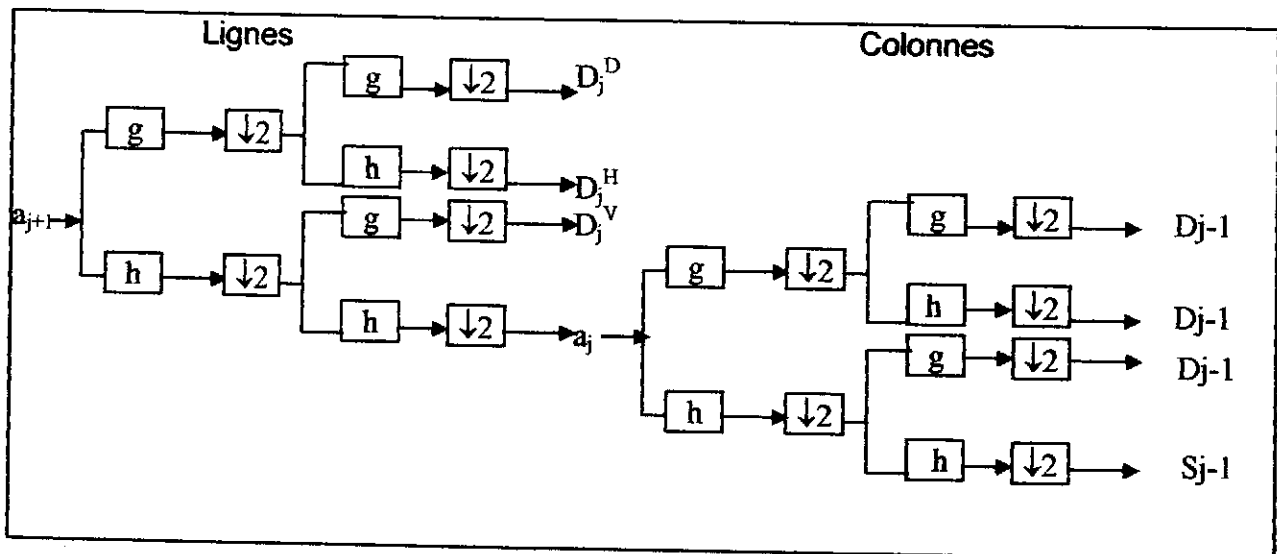 Lignes
Colonnes
g ↓2 D_j^D
g ↓2
h ↓2 D_j^H
a_{j+1}
g ↓2 D_j^V
h ↓2
h ↓2 a_j
g ↓2 Dj-1
g ↓2
h ↓2 Dj-1
g ↓2 Dj-1
h ↓2
h ↓2 Sj-1